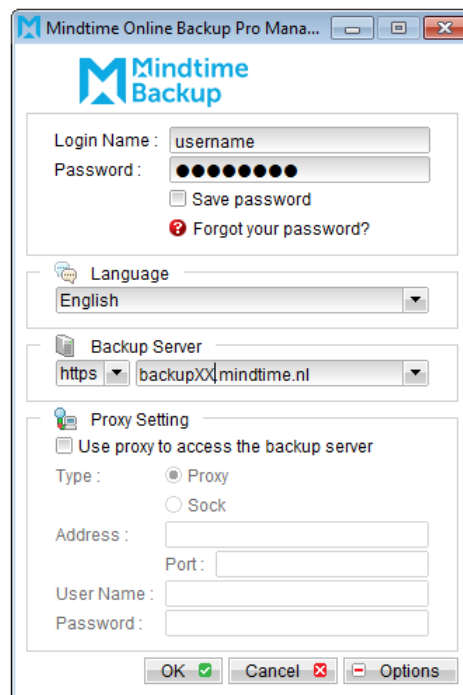 Mindtime Online Backup Pro Mana...
Mindtime
Backup
Login Name : username
Password : ●●●●●●●●
Save password
Forgot your password?
Language
English
Backup Server
https backupXX.mindtime.nl
Proxy Setting
Use proxy to access the backup server
Type : Proxy
Sock
Address :
Port :
User Name :
Password :
OK Cancel Options